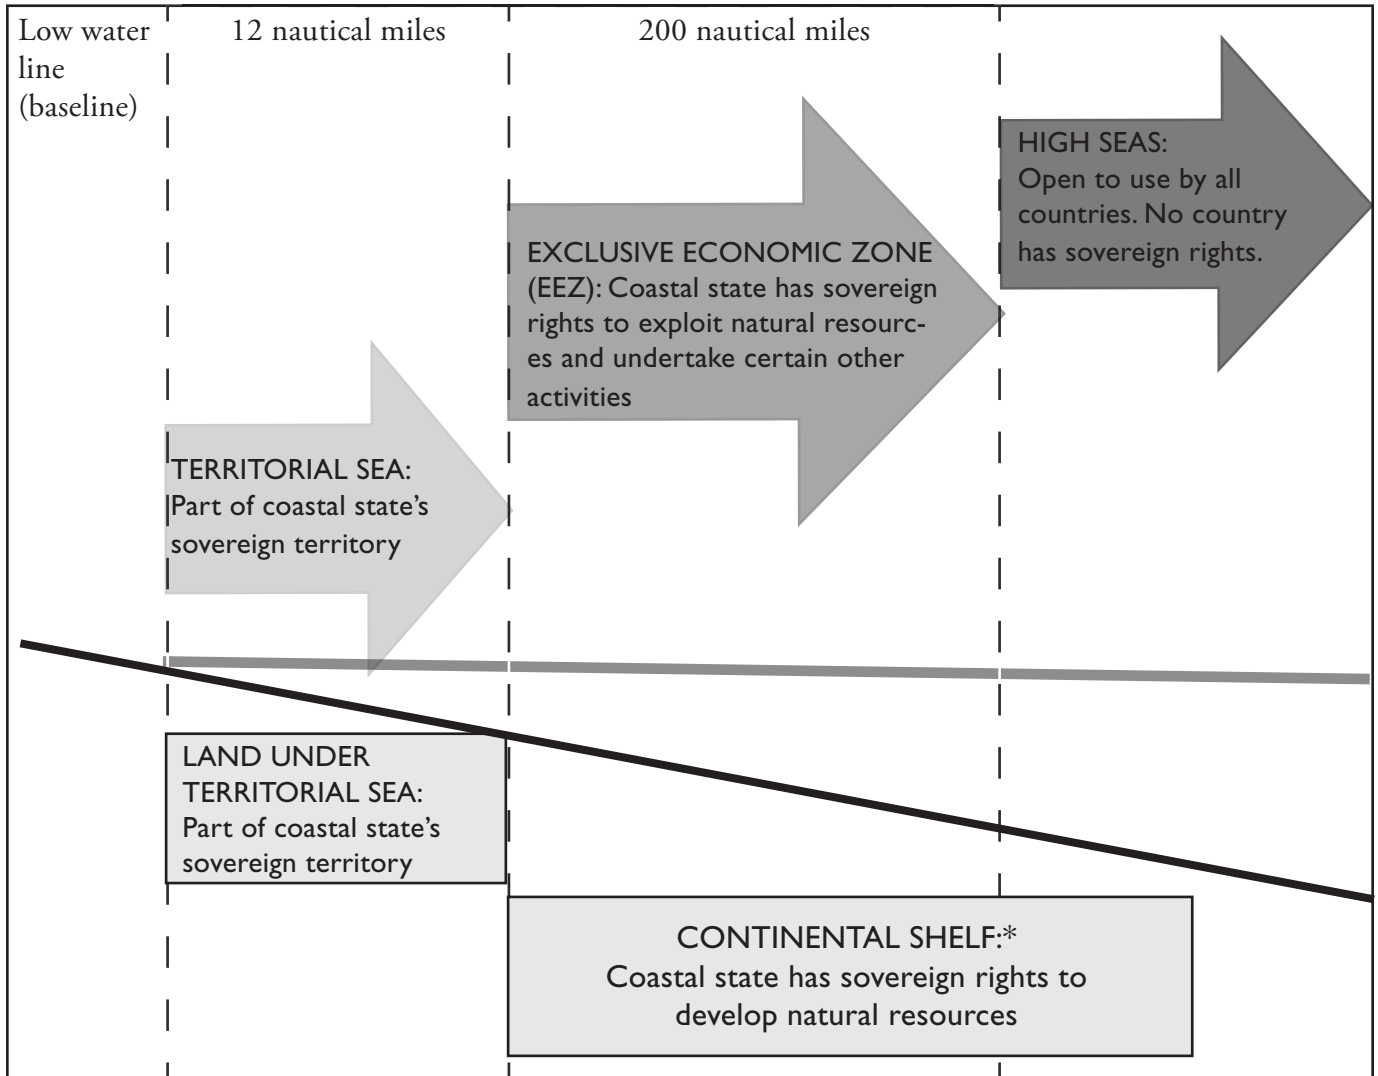 Low water
line
(baseline)
12 nautical miles
200 nautical miles
HIGH SEAS:
Open to use by all
countries. No country
has sovereign rights.
EXCLUSIVE ECONOMIC ZONE
(EEZ): Coastal state has sovereign
rights to exploit natural resourc-
es and undertake certain other
activities
TERRITORIAL SEA:
Part of coastal state’s
sovereign territory
LAND UNDER
TERRITORIAL SEA:
Part of coastal state’s
sovereign territory
CONTINENTAL SHELF:*
Coastal state has sovereign rights to
develop natural resources